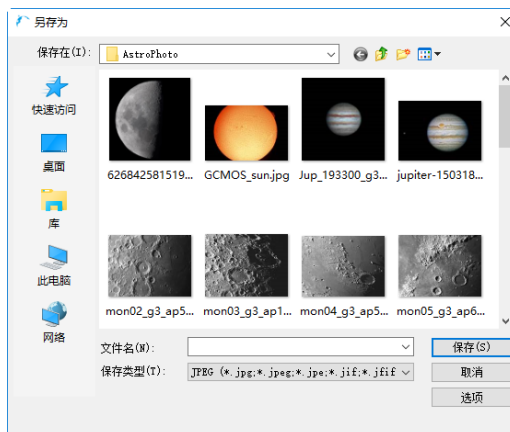 另存为
保存在(I):
AstroPhoto
快速访问
桌面
库
此电脑
网络
626842581519...
GCMOS_sun.jpg
Jup_193300_g3...
jupiter-150318...
mon02_g3_ap5...
mon03_g3_ap1...
mon04_g3_ap5...
mon05_g3_ap6...
文件名(N):
保存(S)
保存类型(T):
JPEG (*.jpg;*.jpeg;*.jpe;*.jif;*.jfif
取消
选项